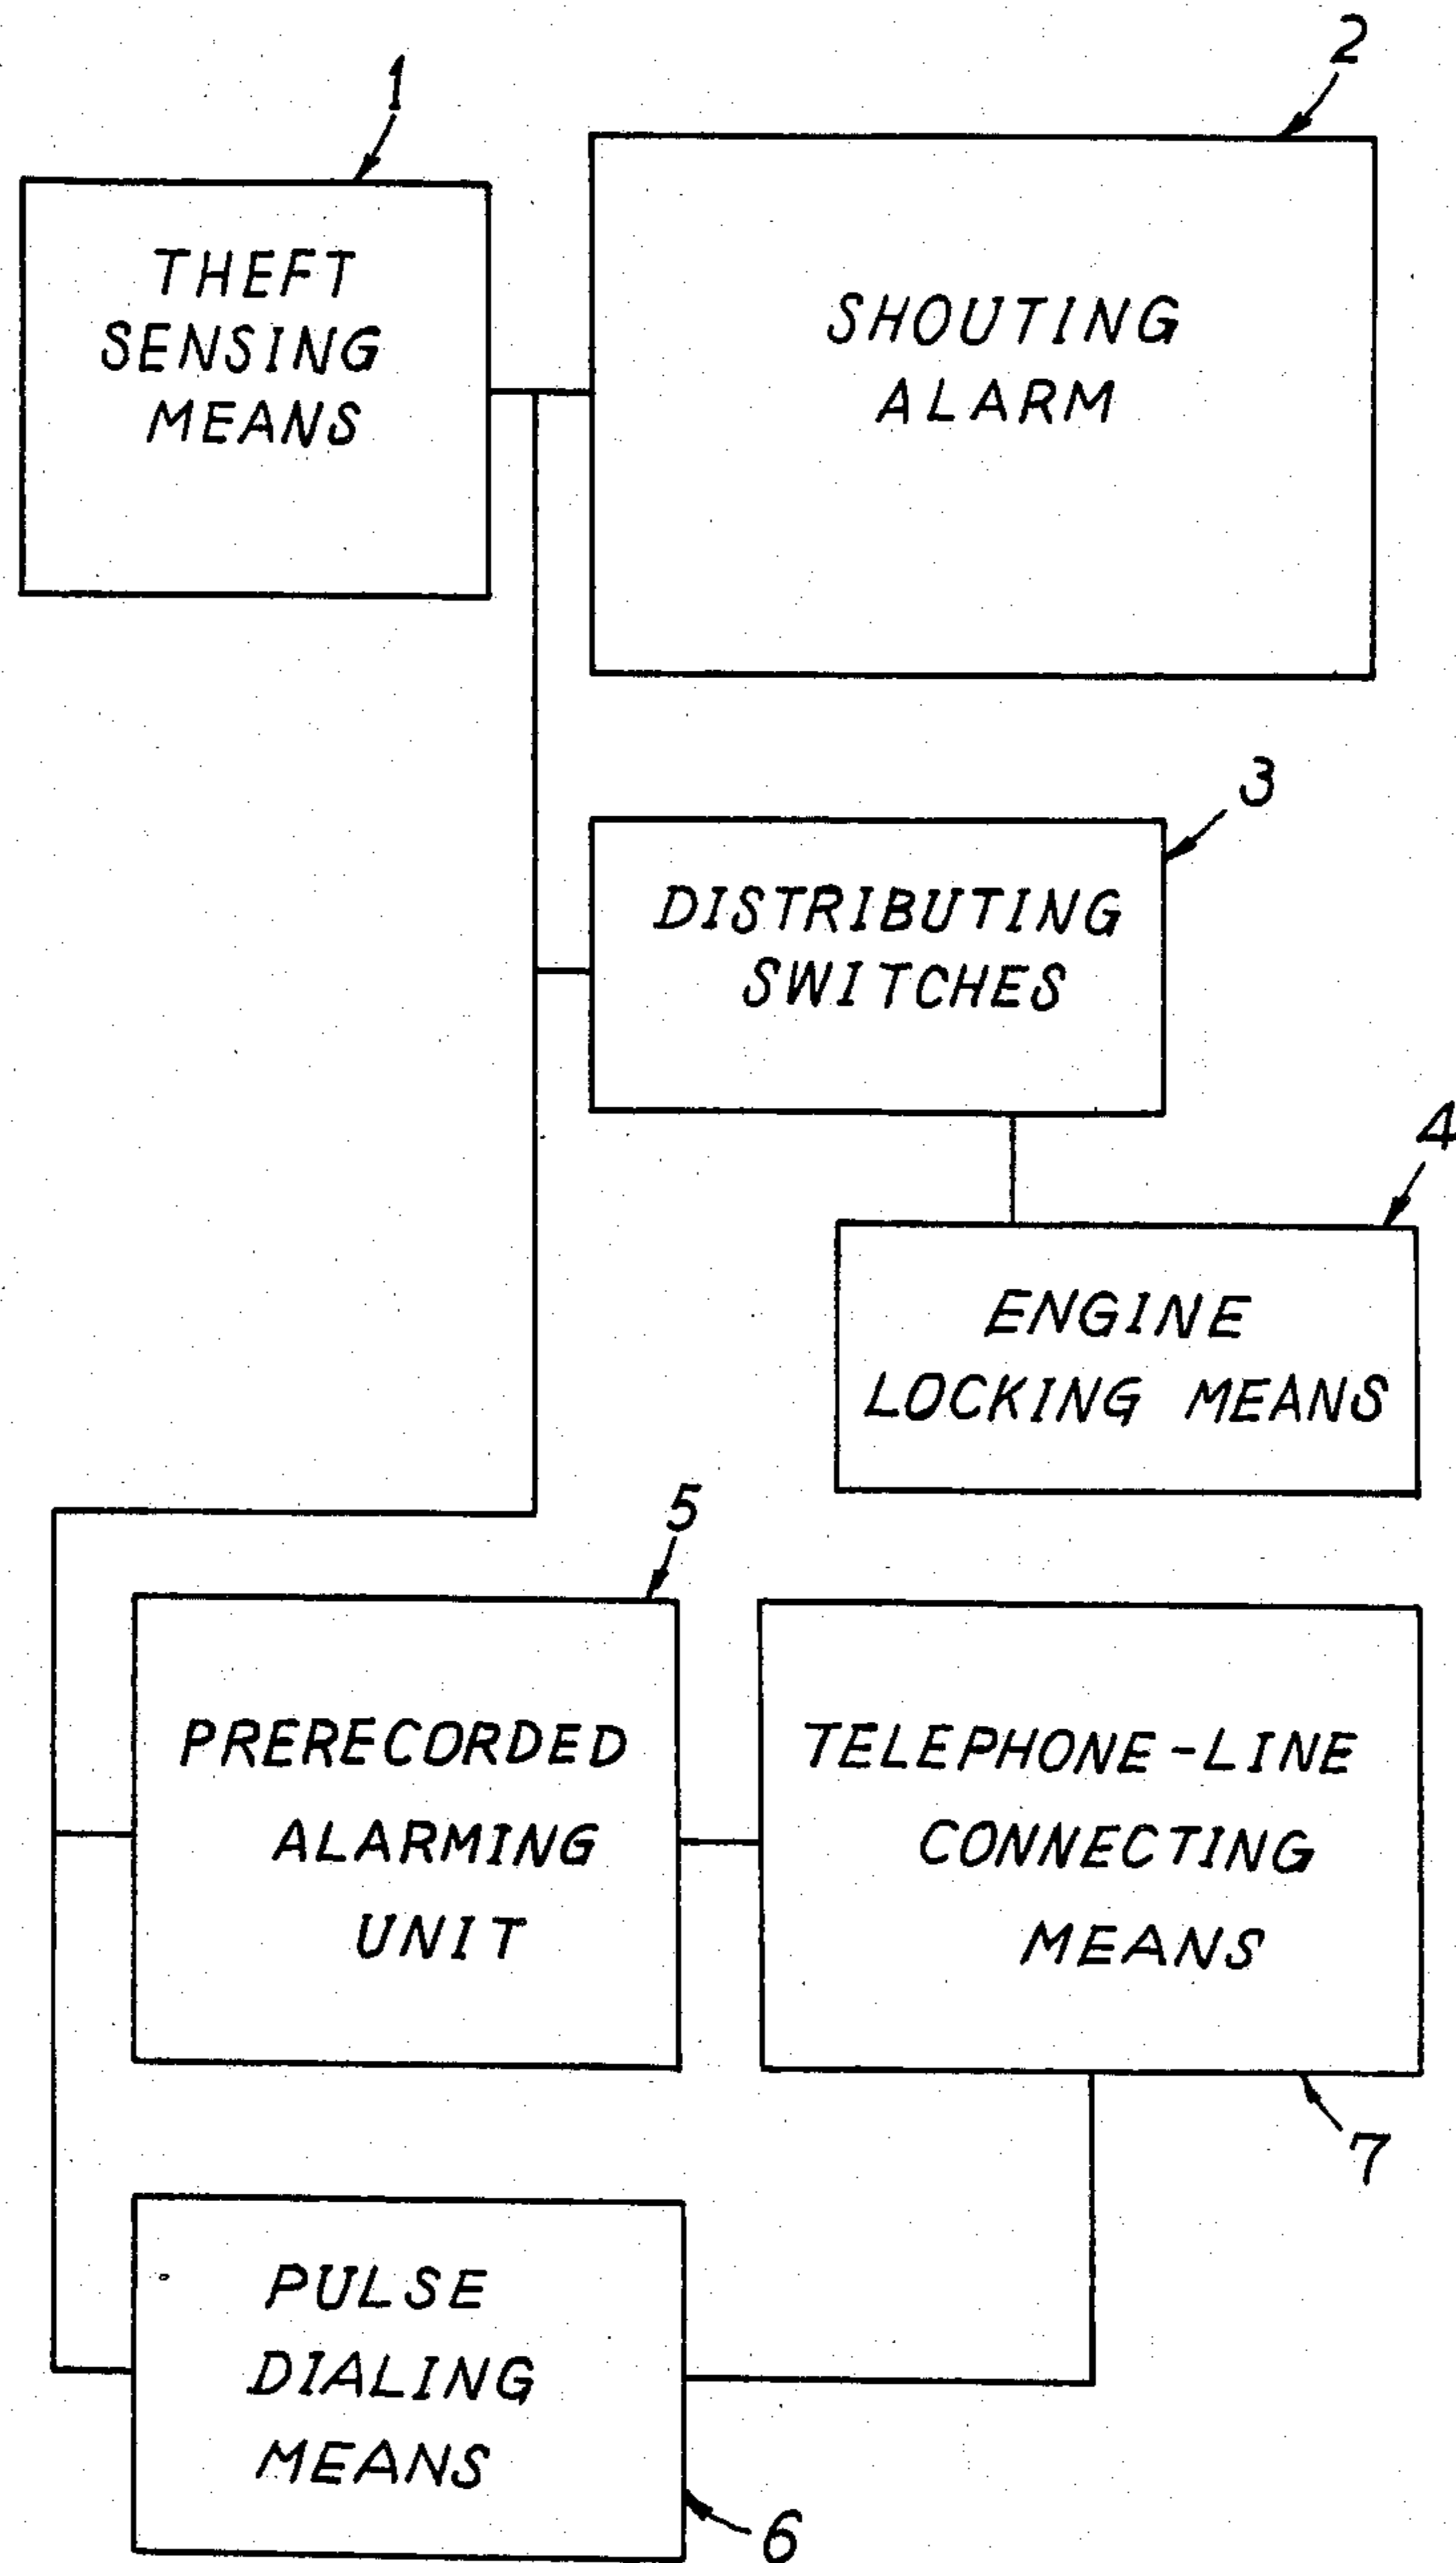 1
2
THEFT
SENSING
MEANS
SHOUTING
ALARM
3
DISTRIBUTING
SWITCHES
4
ENGINE
LOCKING MEANS
5
PRERECORDED
ALARMING
UNIT
TELEPHONE-LINE
CONNECTING
MEANS
7
PULSE
DIALING
MEANS
6